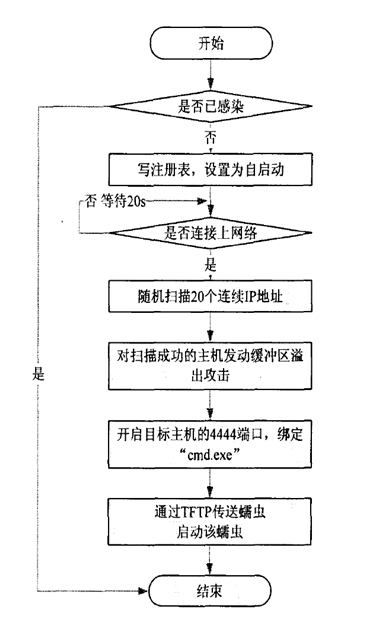 开始
是否已感染
否
写注册表，设置为自启动
否 等待20s
是否连接上网络
是
随机扫描20个连续IP地址
对扫描成功的主机发动缓冲区溢
出攻击
是
开启目标主机的4444端口，绑定
“cmd.exe”
通过TFTP传送蠕虫
启动该蠕虫
结束